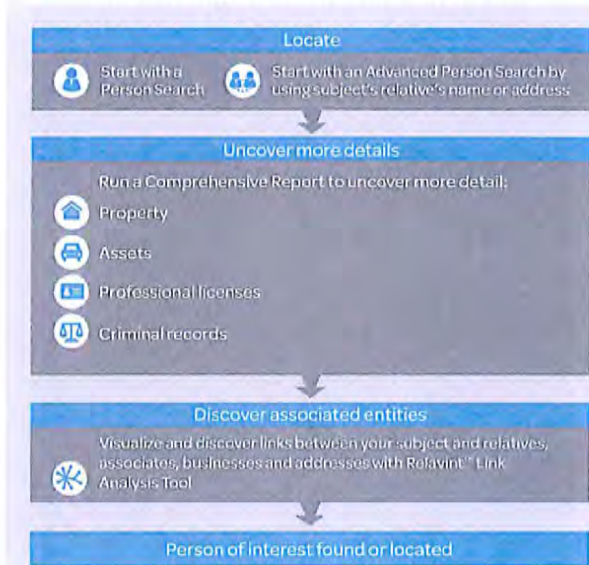 Locate
Start with a
Person Search
Start with an Advanced Person Search by
using subject's relative's name or address
Uncover more details
Run a Comprehensive Report to uncover more detail:
Property
Assets
Professional licenses
Criminal records
Discover associated entities
Visualize and discover links between your subject and relatives,
associates, businesses and addresses with Relavint™ Link
Analysis Tool
Person of interest found or located